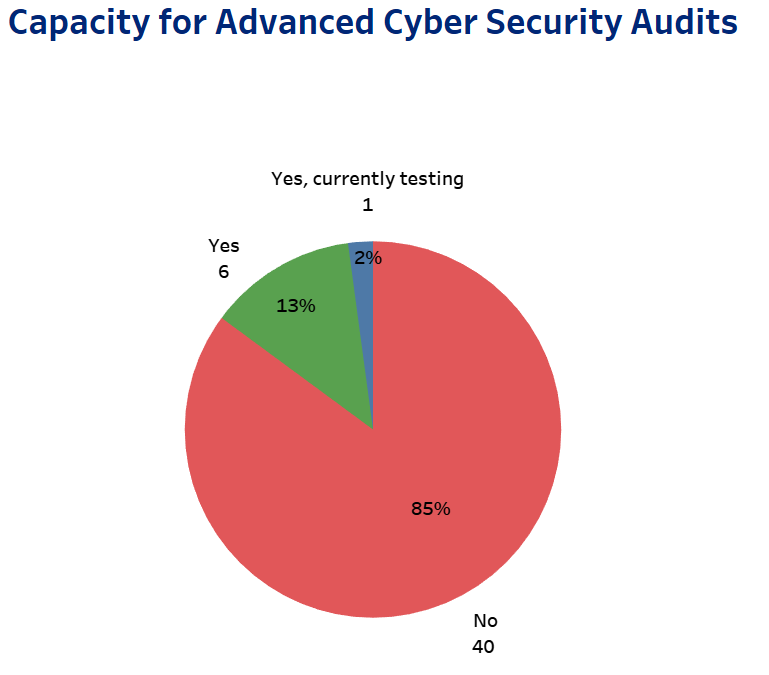 Capacity for Advanced Cyber Security Audits
Yes, currently testing
1
Yes
6
2%
13%
85%
No
40